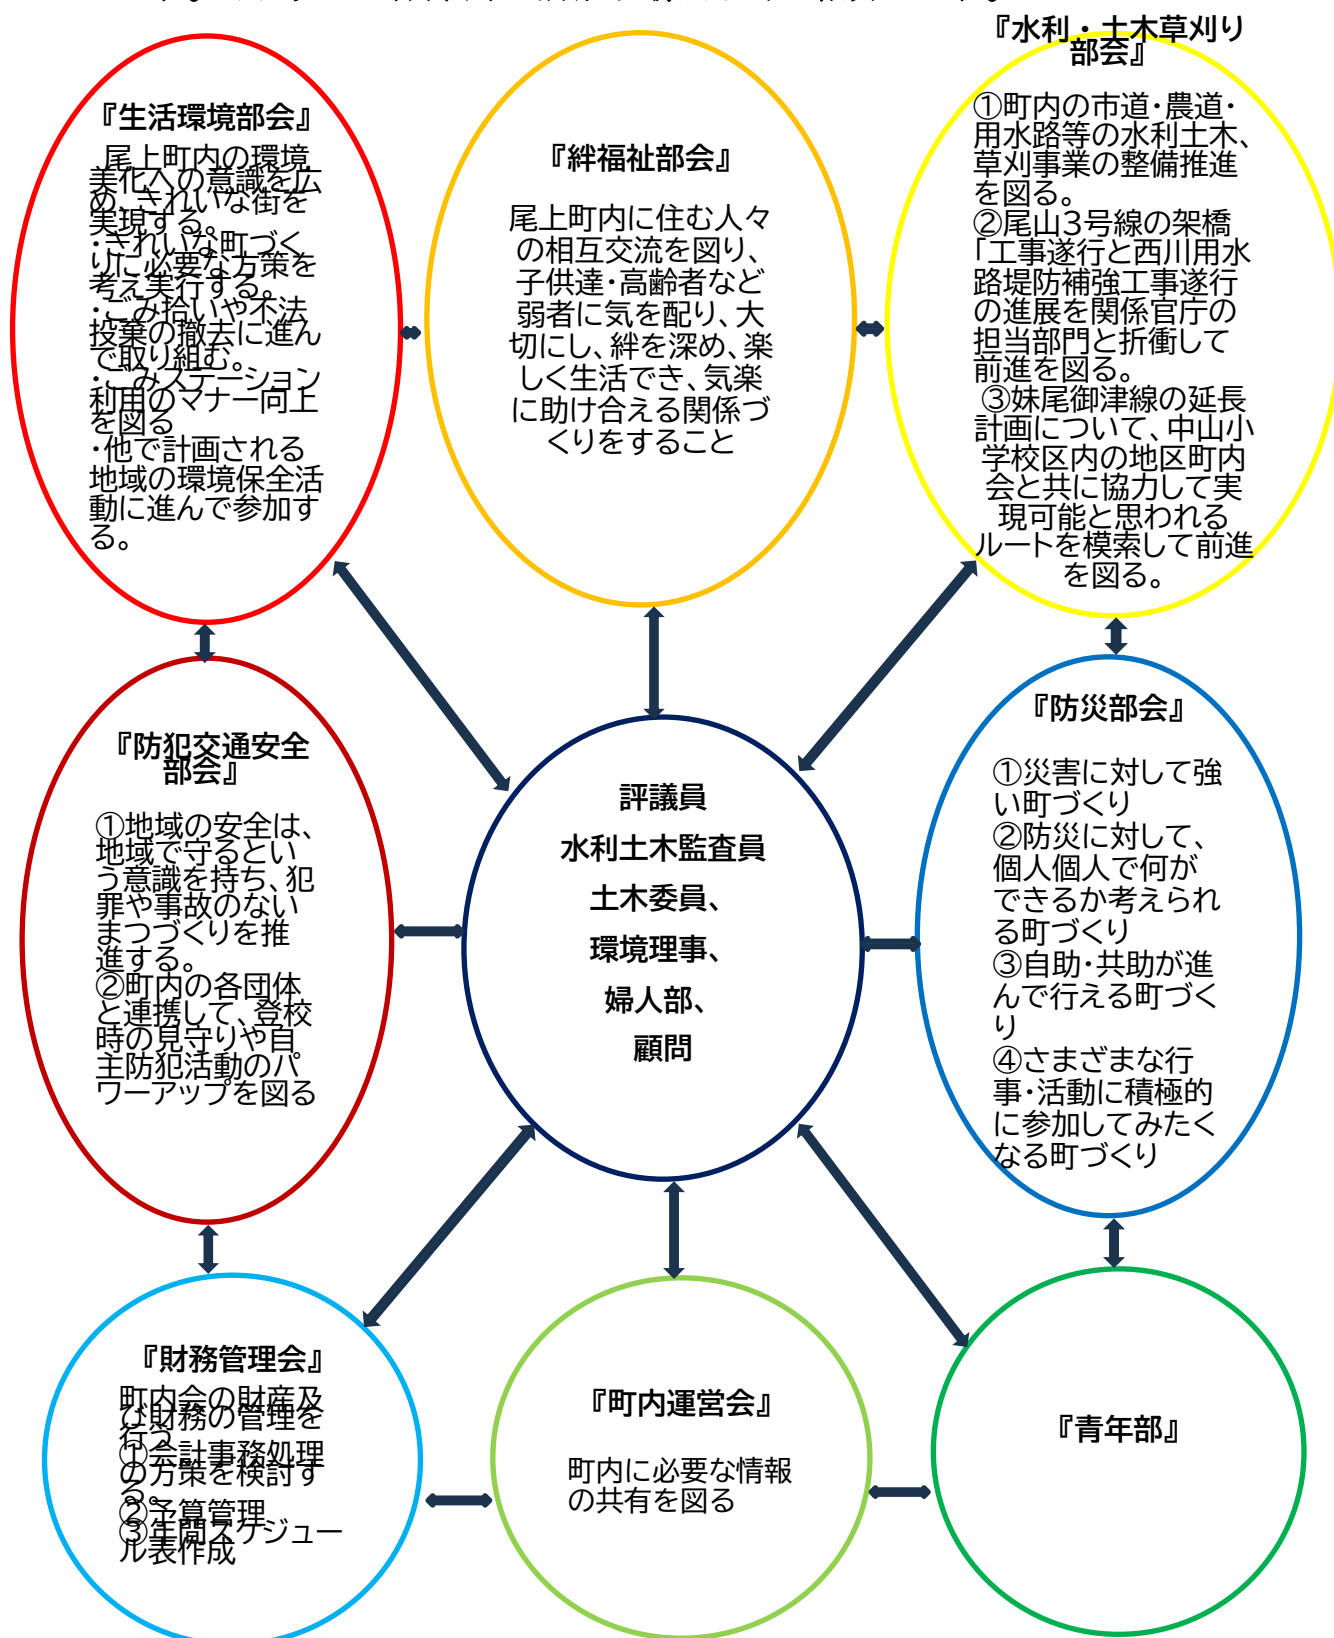 『生活環境部会』
尾上町内の環境
美化への意識を広
め、きれいな街を
実現する。
・きれいな町づく
りに必要な方策を
考え実行する。
・ごみ拾いや不法
投棄の撤去に進ん
で取り組む。
・ごみステーション
利用のマナー向上
を図る
・他で計画される
地域の環境保全活
動に進んで参加す
る。
『絆福祉部会』
尾上町内に住む人々
の相互交流を図り、
子供達・高齢者など
弱者に気を配り、大
切にし、絆を深め、楽
しく生活でき、気楽
に助け合える関係づ
くりをすること
『水利・土木草刈り
部会』
①町内の市道・農道・
用水路等の水利土木、
草刈事業の整備推進
を図る。
②尾山3号線の架橋
「工事遂行と西川用水
路堤防補強工事遂行
の進展を関係官庁の
担当部門と折衝して
前進を図る。
③妹尾御津線の延長
計画について、中山小
学校区内の地区町内
会と共に協力して実
現可能と思われる
ルートを模索して前進
を図る。
『防犯交通安全
部会』
①地域の安全は、
地域で守るとい
う意識を持ち、犯
罪や事故のない
まつづくりを推
進する。
②町内の各団体
と連携して、登校
時の見守りや自
主防犯活動のパ
ワーアップを図る
評議員
水利土木監査員
土木委員、
環境理事、
婦人部、
顧問
『防災部会』
①災害に対して強
い町づくり
②防災に対して、
個人個人で何が
できるか考えられ
る町づくり
③自助・共助が進
んで行える町づく
り
④さまざまな行
事・活動に積極的
に参加してみたく
なる町づくり
『財務管理会』
町内会の財産及
び財務の管理を
行う
①会計事務処理
の方策を検討す
る。
②予算管理
③年間スケジュー
ル表作成
『町内運営会』
町内に必要な情報
の共有を図る
『青年部』